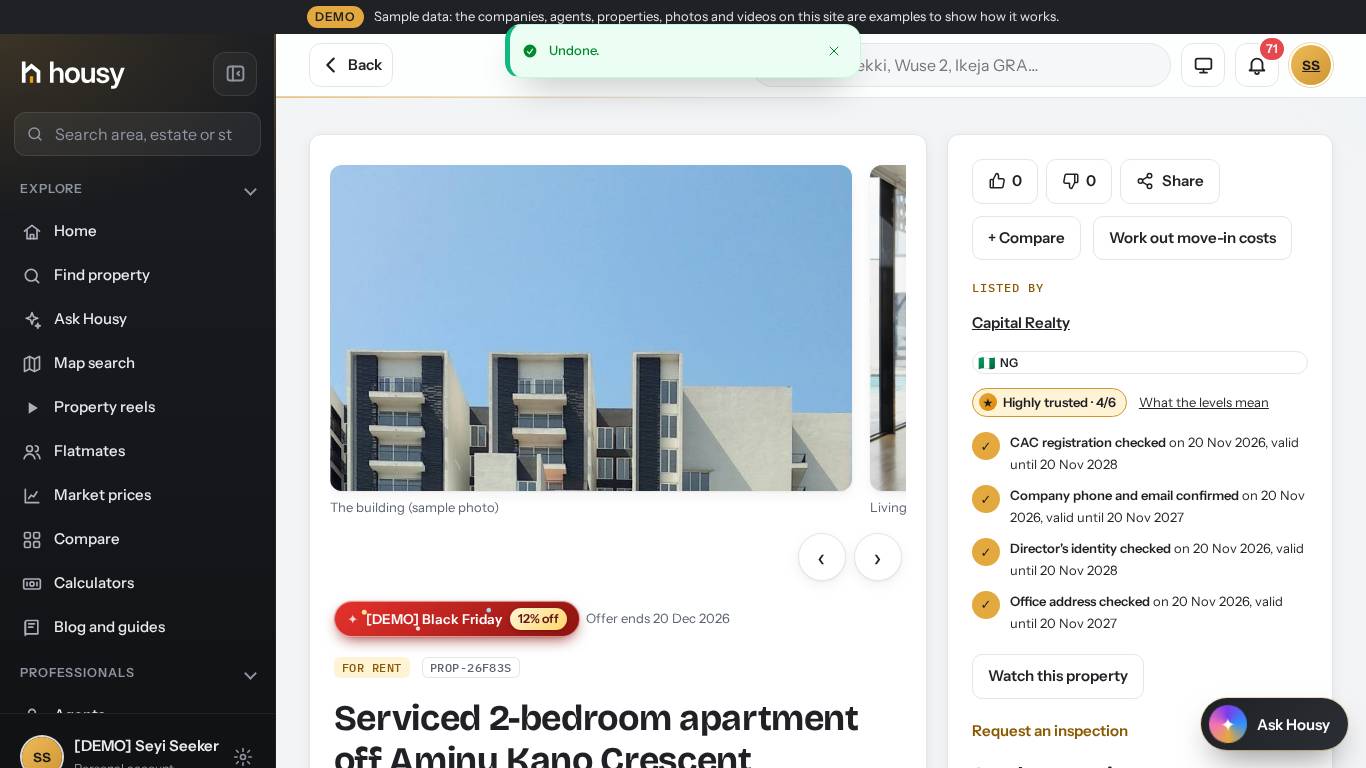 DEMO Sample data: the companies, agents, properties, photos and videos on this site are examples to show how it works.
housy
Search area, estate or st
EXPLORE
Home
Find property
Ask Housy
Map search
Property reels
Flatmates
Market prices
Compare
Calculators
Blog and guides
PROFESSIONALS
Agents
SS
[DEMO] Seyi Seeker
Personal account
Back
Undone.
ekki, Wuse 2, Ikeja GRA...
71
SS
The building (sample photo)
Living
‹ ›
[DEMO] Black Friday 12% off Offer ends 20 Dec 2026
FOR RENT PROP-26F83S
Serviced 2-bedroom apartment
off Aminu Kano Crescent
0 0 Share
+ Compare Work out move-in costs
LISTED BY
Capital Realty
NG
Highly trusted · 4/6 What the levels mean
CAC registration checked on 20 Nov 2026, valid
until 20 Nov 2028
Company phone and email confirmed on 20 Nov
2026, valid until 20 Nov 2027
Director's identity checked on 20 Nov 2026, valid
until 20 Nov 2028
Office address checked on 20 Nov 2026, valid
until 20 Nov 2027
Watch this property
Request an inspection
Ask Housy